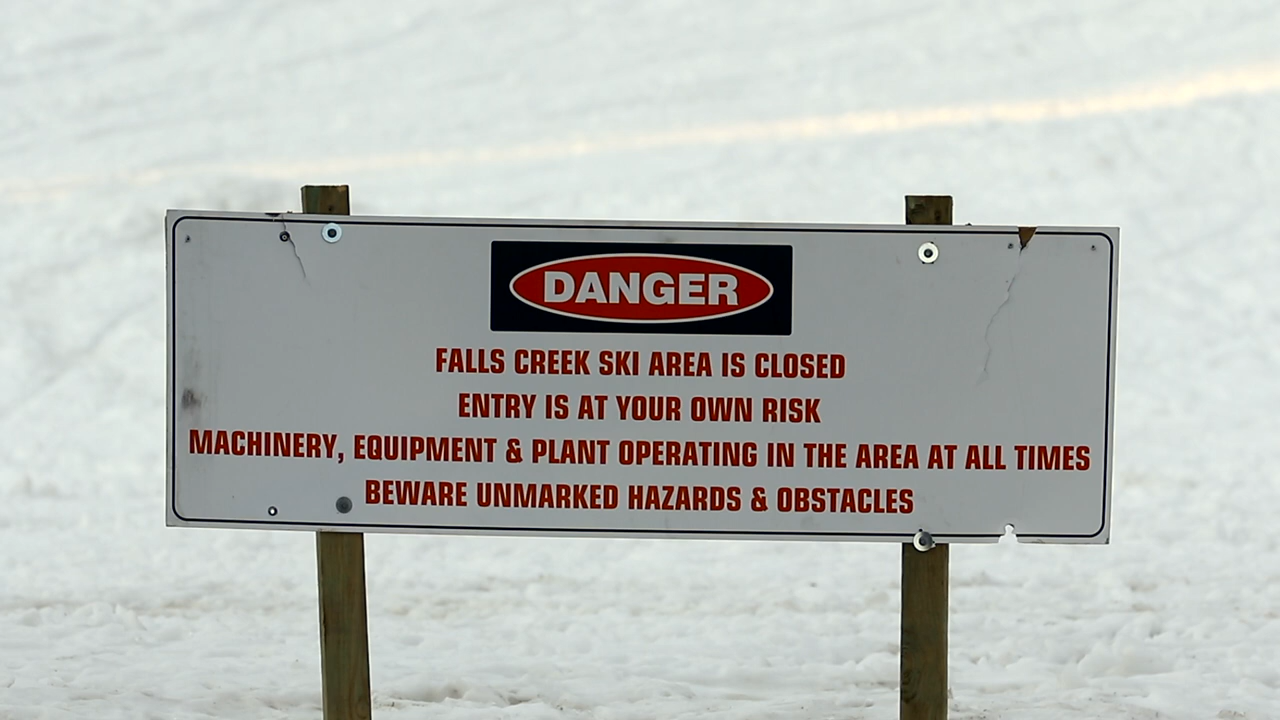 DANGER
FALLS CREEK SKI AREA IS CLOSED
ENTRY IS AT YOUR OWN RISK
MACHINERY, EQUIPMENT & PLANT OPERATING IN THE AREA AT ALL TIMES
BEWARE UNMARKED HAZARDS & OBSTACLES